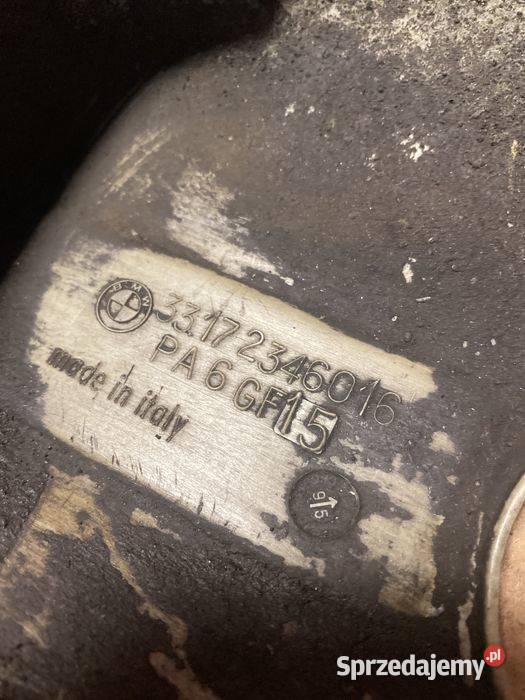 BMW
33.17 2346016
PA 6 GF15
made in italy
9/5
Sprzedajemy.pl